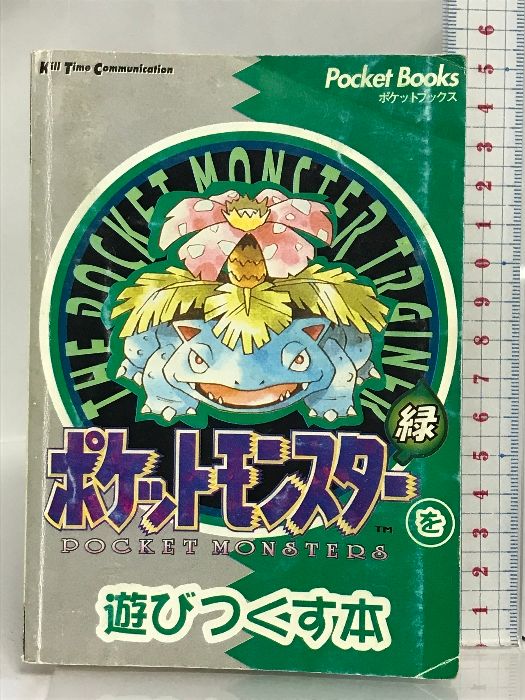 Kill Time Communication
Pocket Books
ポケットブックス
THE POCKET MONSTER TRAINER
緑
ポケットモンスター
TM
を
POCKET MONSTERS
遊びつくす本